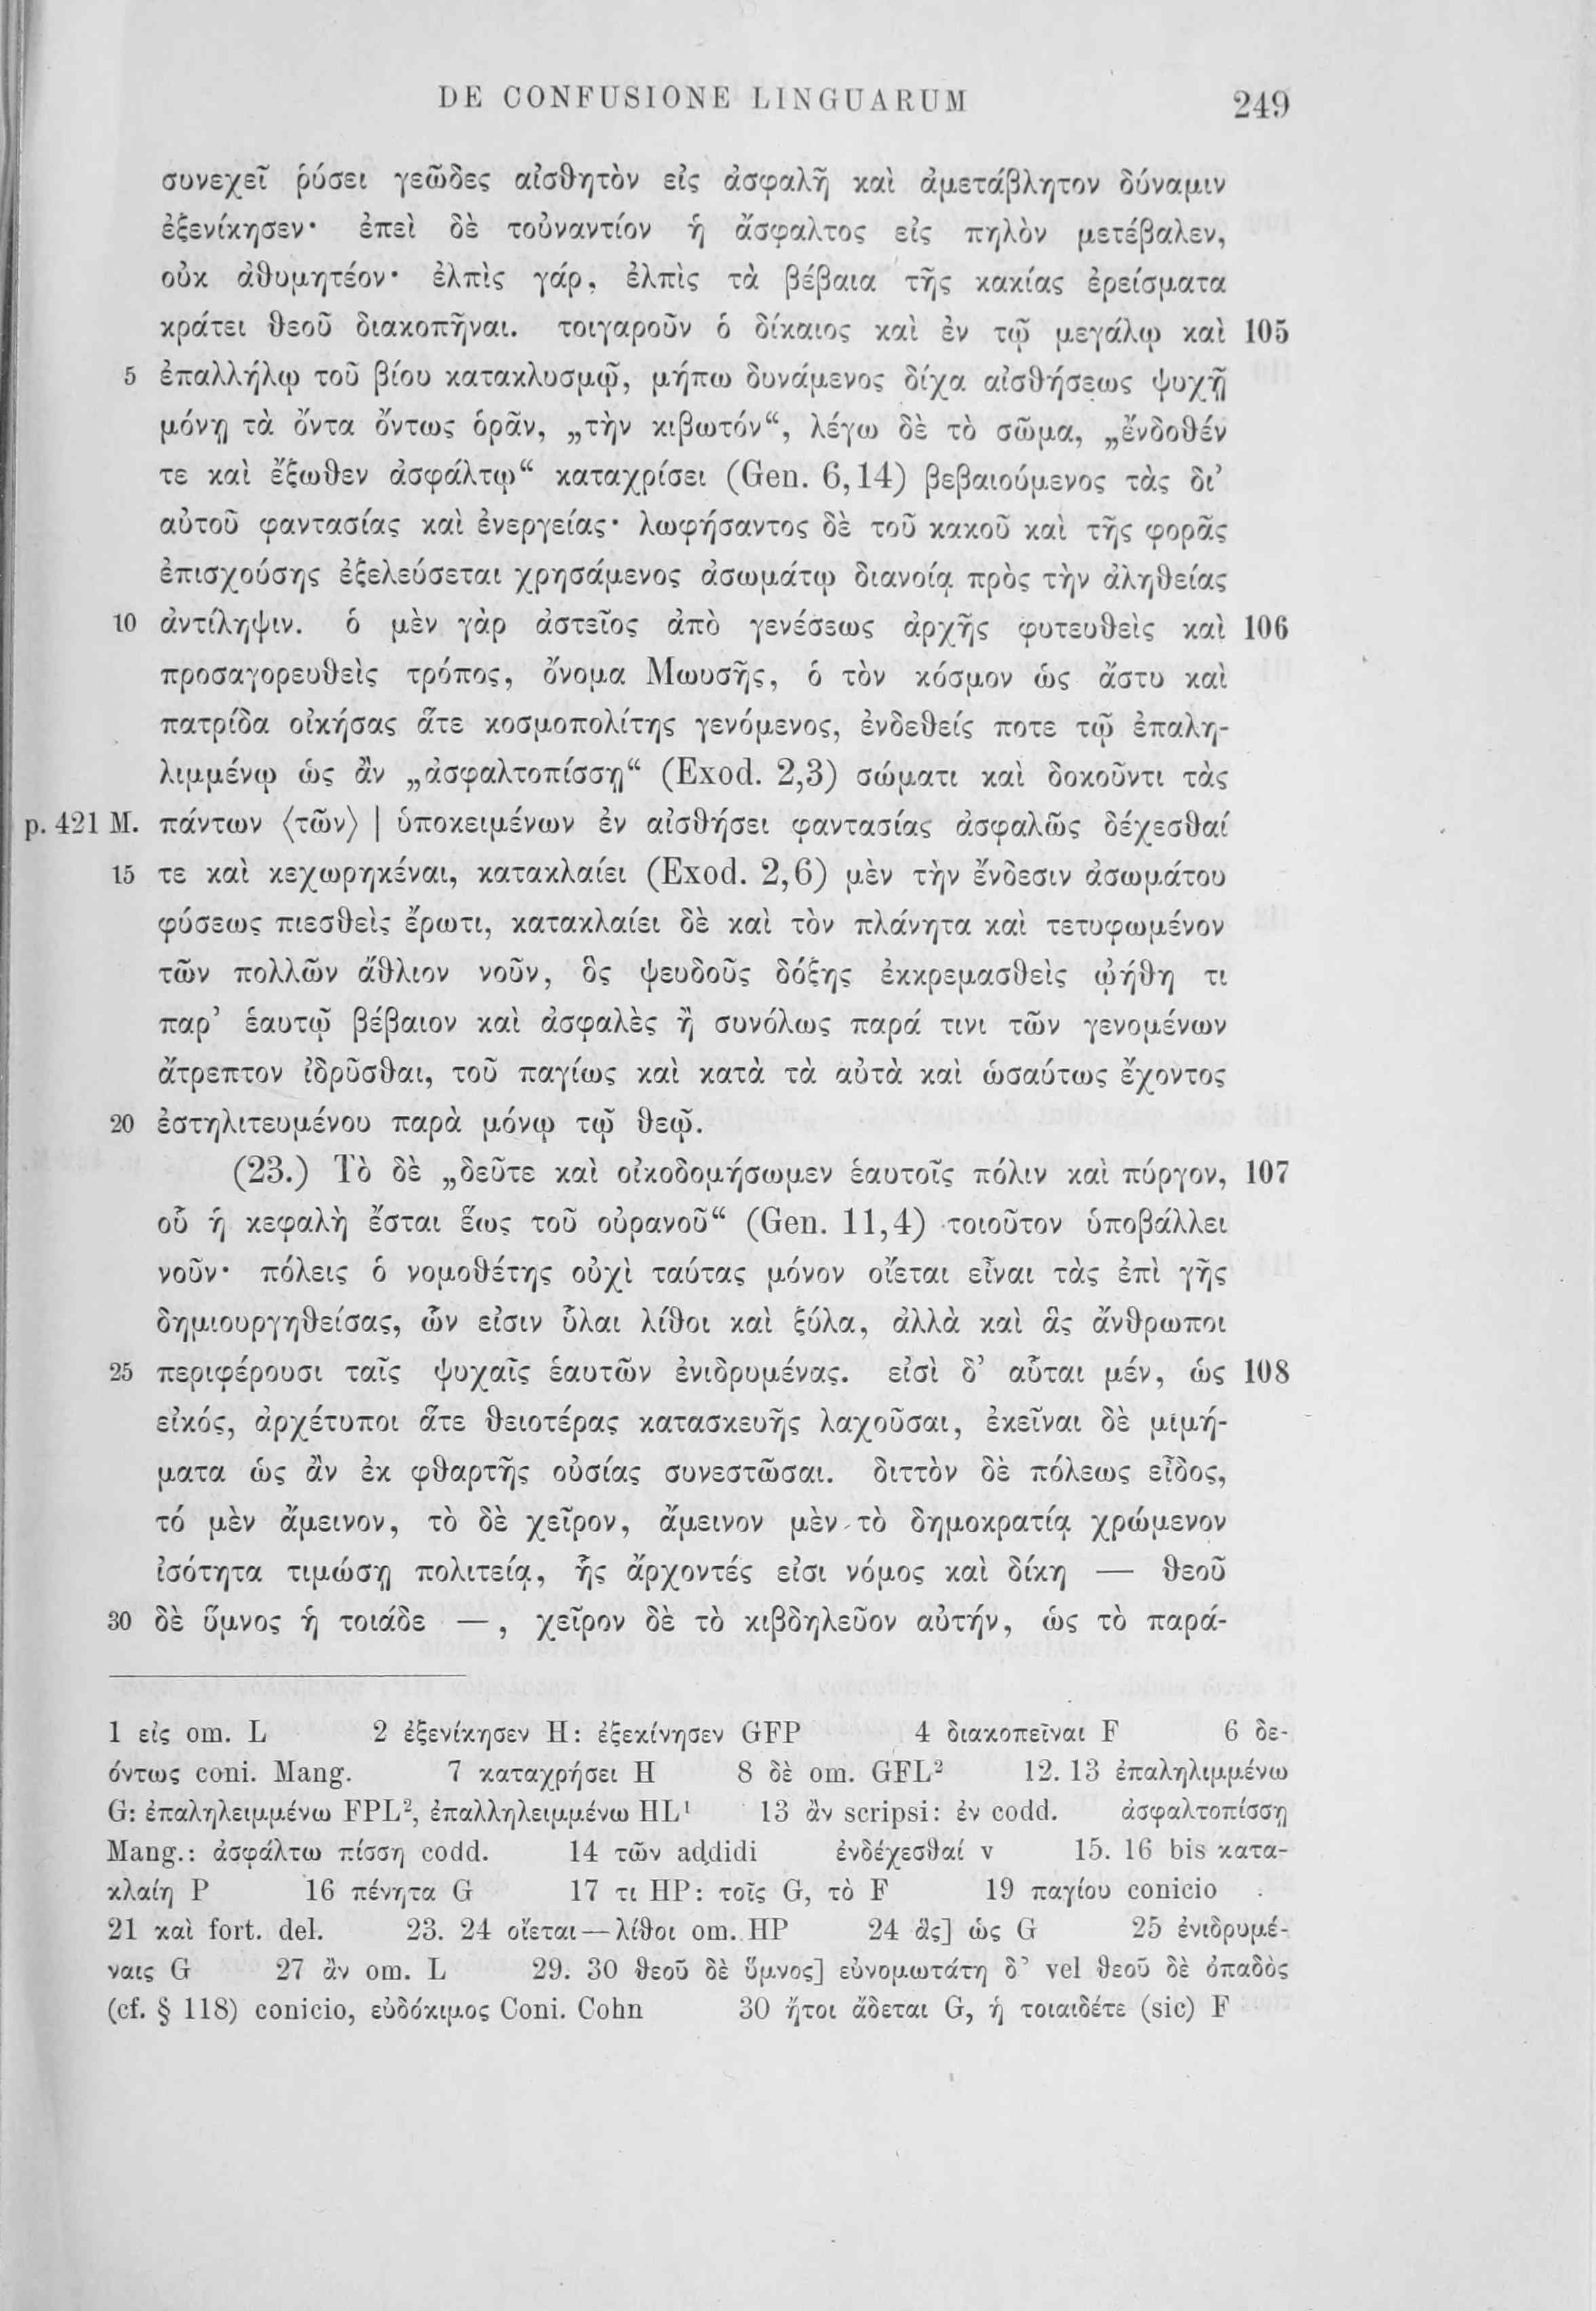 DE CONFUSIONE LINGUARUM 249
συνεχεῖ ῥύσει γεῶδες αἰσθητὸν εἰς ἀσφαλῆ καὶ ἀμετάβλητον δύναμιν
ἐξενίκησεν· ἐπεὶ δὲ τοὐναντίον ἡ ἄσφαλτος εἰς πηλὸν μετέβαλεν,
οὐκ ἀθυμητέον· ἐλπὶς γάρ, ἐλπὶς τὰ βέβαια τῆς κακίας ἐρείσματα
κράτει θεοῦ διακοπῆναι. τοιγαροῦν ὁ δίκαιος καὶ ἐν τῷ μεγάλῳ καὶ 105
5 ἐπαλλήλῳ τοῦ βίου κατακλυσμῷ, μήπω δυνάμενος δίχα αἰσθήσεως ψυχῇ
μόνῃ τὰ ὄντα ὄντως ὁρᾶν, „τὴν κιβωτόν“, λέγω δὲ τὸ σῶμα, „ἔνδοθέν
τε καὶ ἔξωθεν ἀσφάλτῳ“ καταχρίσει (Gen. 6,14) βεβαιούμενος τὰς δι’
αὐτοῦ φαντασίας καὶ ἐνεργείας· λωφήσαντος δὲ τοῦ κακοῦ καὶ τῆς φορᾶς
ἐπισχούσης ἐξελεύσεται χρησάμενος ἀσωμάτῳ διανοίᾳ πρὸς τὴν ἀληθείας
10 ἀντίληψιν. ὁ μὲν γὰρ ἀστεῖος ἀπὸ γενέσεως ἀρχῆς φυτευθεὶς καὶ 106
προσαγορευθεὶς τρόπος, ὄνομα Μωυσῆς, ὁ τὸν κόσμον ὡς ἄστυ καὶ
πατρίδα οἰκήσας ἅτε κοσμοπολίτης γενόμενος, ἐνδεθείς ποτε τῷ ἐπαλη-
λιμμένῳ ὡς ἂν „ἀσφαλτοπίσσῃ“ (Exod. 2,3) σώματι καὶ δοκοῦντι τὰς
p. 421 M. πάντων ⟨τῶν⟩ | ὑποκειμένων ἐν αἰσθήσει φαντασίας ἀσφαλῶς δέχεσθαί
15 τε καὶ κεχωρηκέναι, κατακλαίει (Exod. 2,6) μὲν τὴν ἔνδεσιν ἀσωμάτου
φύσεως πιεσθεὶς ἔρωτι, κατακλαίει δὲ καὶ τὸν πλάνητα καὶ τετυφωμένον
τῶν πολλῶν ἄθλιον νοῦν, ὃς ψευδοῦς δόξης ἐκκρεμασθεὶς ᾠήθη τι
παρ’ ἑαυτῷ βέβαιον καὶ ἀσφαλὲς ἢ συνόλως παρά τινι τῶν γενομένων
ἄτρεπτον ἱδρῦσθαι, τοῦ παγίως καὶ κατὰ τὰ αὐτὰ καὶ ὡσαύτως ἔχοντος
20 ἐστηλιτευμένου παρὰ μόνῳ τῷ θεῷ.
(23.) Τὸ δὲ „δεῦτε καὶ οἰκοδομήσωμεν ἑαυτοῖς πόλιν καὶ πύργον, 107
οὗ ἡ κεφαλὴ ἔσται ἕως τοῦ οὐρανοῦ“ (Gen. 11,4) τοιοῦτον ὑποβάλλει
νοῦν· πόλεις ὁ νομοθέτης οὐχὶ ταύτας μόνον οἴεται εἶναι τὰς ἐπὶ γῆς
δημιουργηθείσας, ὧν εἰσιν ὗλαι λίθοι καὶ ξύλα, ἀλλὰ καὶ ἃς ἄνθρωποι
25 περιφέρουσι ταῖς ψυχαῖς ἑαυτῶν ἐνιδρυμένας. εἰσὶ δ’ αὗται μέν, ὡς 108
εἰκός, ἀρχέτυποι ἅτε θειοτέρας κατασκευῆς λαχοῦσαι, ἐκεῖναι δὲ μιμή-
ματα ὡς ἂν ἐκ φθαρτῆς οὐσίας συνεστῶσαι. διττὸν δὲ πόλεως εἶδος,
τό μὲν ἄμεινον, τὸ δὲ χεῖρον, ἄμεινον μὲν τὸ δημοκρατίᾳ χρώμενον
ἰσότητα τιμώσῃ πολιτείᾳ, ἧς ἄρχοντές εἰσι νόμος καὶ δίκη — θεοῦ
30 δὲ ὕμνος ἡ τοιάδε —, χεῖρον δὲ τὸ κιβδηλεῦον αὐτήν, ὡς τὸ παρά-
1 εἰς om. L 2 ἐξενίκησεν H: ἐξεκίνησεν GFP 4 διακοπεῖναι F 6 δε-
όντως coni. Mang. 7 καταχρήσει H 8 δὲ om. GFL² 12. 13 ἐπαληλιμμένω
G: ἐπαληλειμμένω FPL², ἐπαλληλειμμένω HL¹ 13 ἂν scripsi: ἐν codd. ἀσφαλτοπίσσῃ
Mang.: ἀσφάλτω πίσση codd. 14 τῶν addidi ἐνδέχεσθαί v 15. 16 bis κατα-
κλαίη P 16 πένητα G 17 τι HP: τοῖς G, τὸ F 19 παγίου conicio
21 καὶ fort. del. 23. 24 οἴεται—λίθοι om. HP 24 ἃς] ὡς G 25 ἐνιδρυμέ-
ναις G 27 ἂν om. L 29. 30 θεοῦ δὲ ὕμνος] εὐνομωτάτη δ’ vel θεοῦ δὲ ὀπαδὸς
(cf. § 118) conicio, εὐδόκιμος Coni. Cohn 30 ἤτοι ἄδεται G, ἡ τοιαιδέτε (sic) F